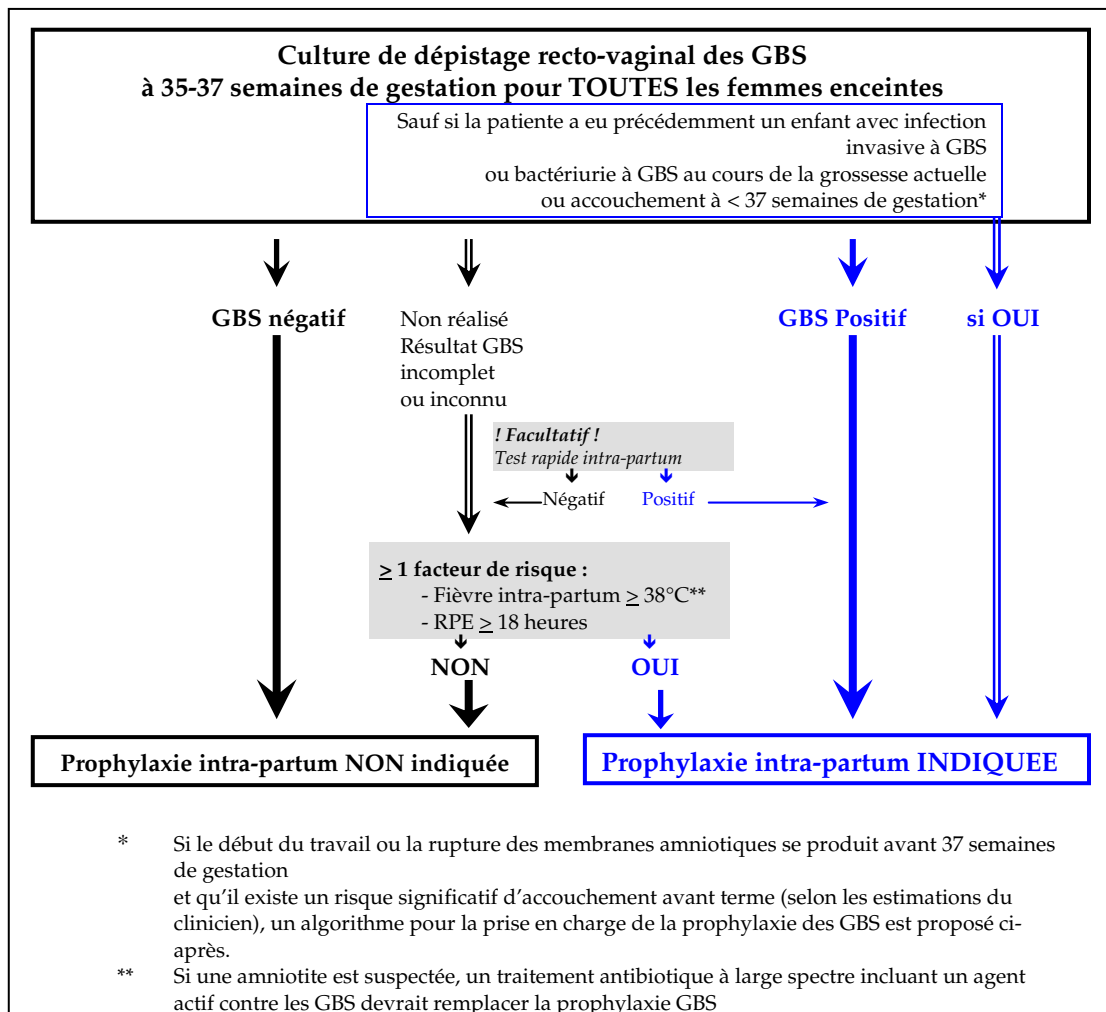 Culture de dépistage recto-vaginal des GBS
à 35-37 semaines de gestation pour TOUTES les femmes enceintes
Sauf si la patiente a eu précédemment un enfant avec infection
invasive à GBS
ou bactériurie à GBS au cours de la grossesse actuelle
ou accouchement à < 37 semaines de gestation*
GBS négatif
Non réalisé
Résultat GBS
incomplet
ou inconnu
GBS Positif
si OUI
! Facultatif !
Test rapide intra-partum
Négatif
Positif
≥ 1 facteur de risque :
- Fièvre intra-partum ≥ 38°C**
- RPE ≥ 18 heures
NON
OUI
Prophylaxie intra-partum NON indiquée
Prophylaxie intra-partum INDIQUEE
* Si le début du travail ou la rupture des membranes amniotiques se produit avant 37 semaines
de gestation
et qu'il existe un risque significatif d'accouchement avant terme (selon les estimations du
clinicien), un algorithme pour la prise en charge de la prophylaxie des GBS est proposé ci-
après.
** Si une amniotite est suspectée, un traitement antibiotique à large spectre incluant un agent
actif contre les GBS devrait remplacer la prophylaxie GBS